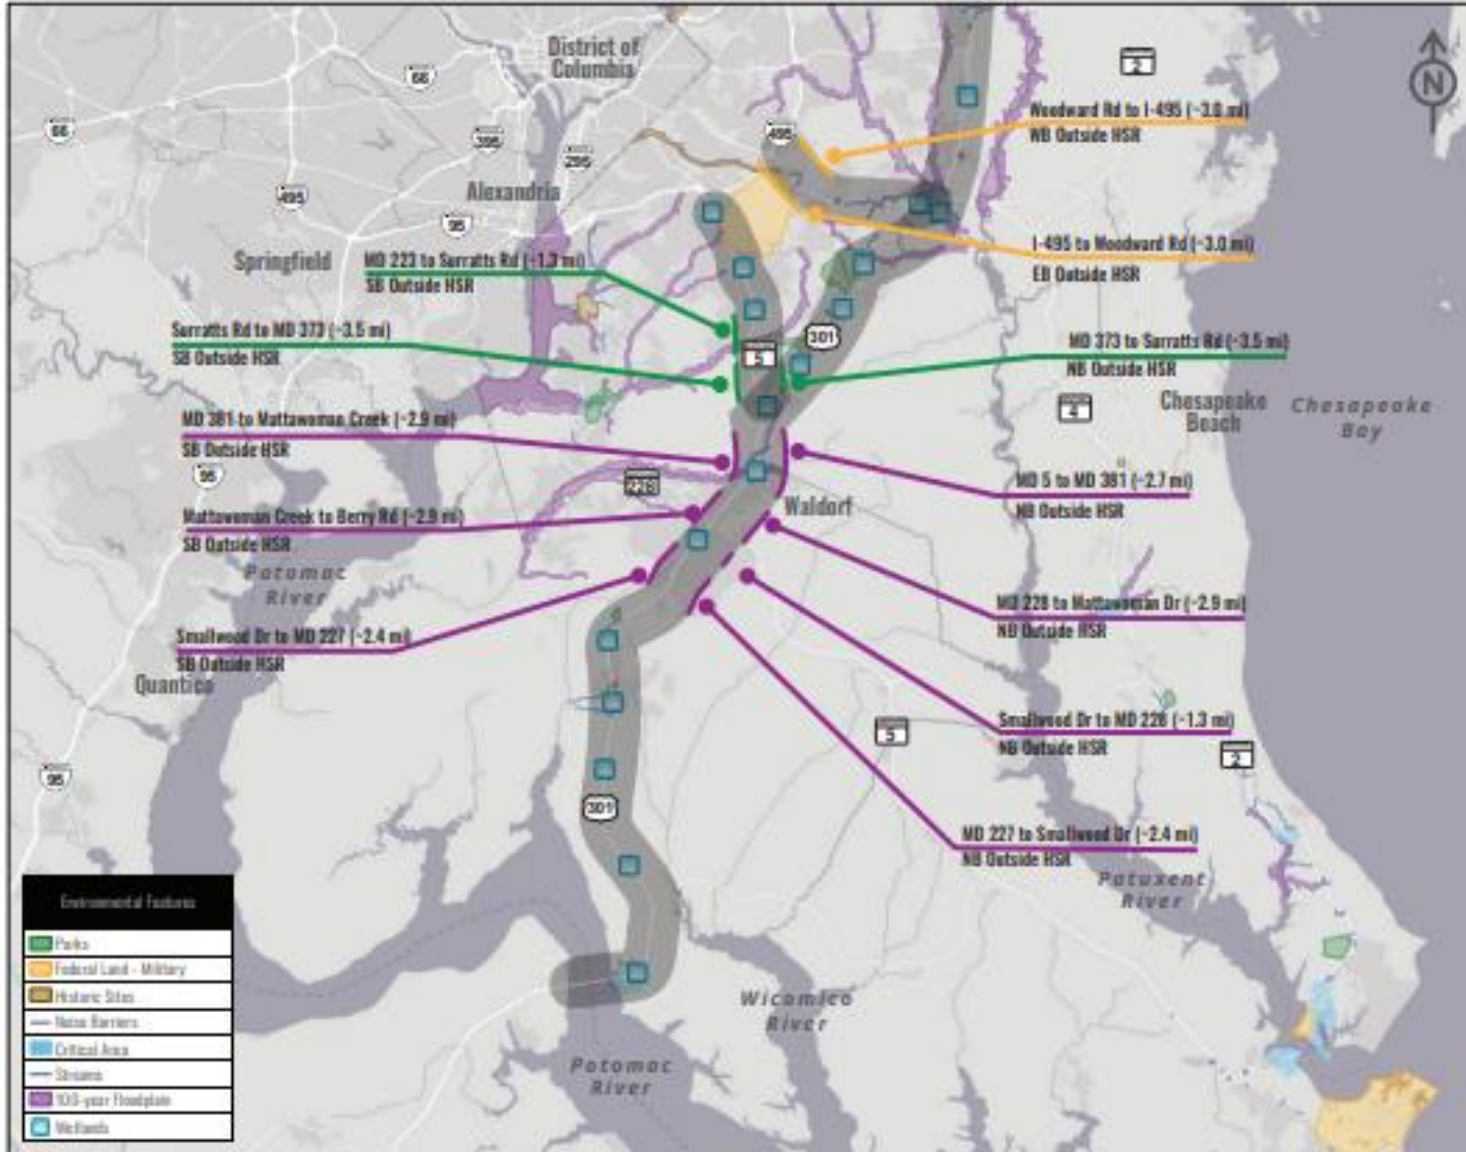 District of
Columbia
2
N
66
66
495
395
295
Woodward Rd to I-495 (~3.0 mi)
WB Outside HSR
495
Alexandria
95
Springfield
MD 223 to Surratts Rd (~1.3 mi)
SB Outside HSR
I-495 to Woodward Rd (~3.0 mi)
EB Outside HSR
Surratts Rd to MD 373 (~3.5 mi)
SB Outside HSR
301
5
MD 373 to Surratts Rd (~3.5 mi)
NB Outside HSR
4
Chesapeake
Beach
Chesapeake
Bay
MD 381 to Mattawoman Creek (~2.9 mi)
SB Outside HSR
95
228
MD 5 to MD 381 (~2.7 mi)
NB Outside HSR
Waldorf
Mattawoman Creek to Berry Rd (~2.9 mi)
SB Outside HSR
Potomac
River
MD 228 to Mattawoman Dr (~2.9 mi)
NB Outside HSR
Smallwood Dr to MD 227 (~2.4 mi)
SB Outside HSR
Quantico
Smallwood Dr to MD 228 (~1.3 mi)
NB Outside HSR
5
2
95
301
MD 227 to Smallwood Dr (~2.4 mi)
NB Outside HSR
Patuxent
River
Environmental Features
Parks
Federal Land - Military
Historic Sites
Noise Barriers
Critical Area
Streams
100-year Floodplain
Wetlands
Wicomico
River
Potomac
River